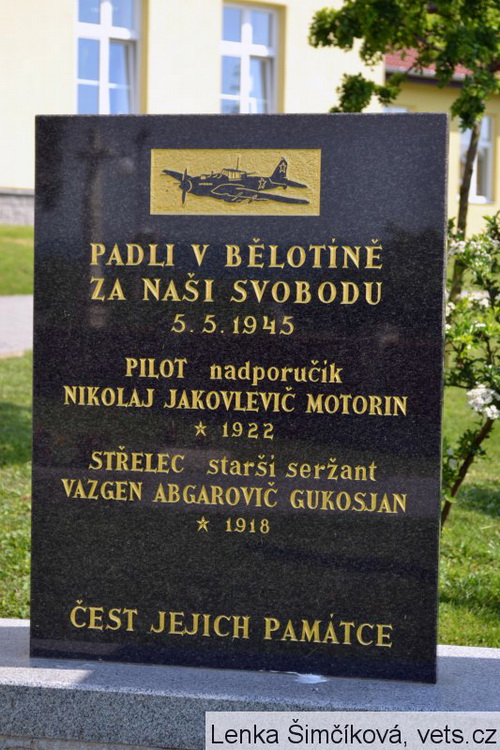 PADLI V BĚLOTÍNĚ
ZA NAŠI SVOBODU
5.5.1945
PILOT nadporučík
NIKOLAJ JAKOVLEVIČ MOTORIN
★ 1922
STŘELEC starší seržant
VAZGEN ABGAROVIČ GUKOSJAN
★ 1918
ČEST JEJICH PAMÁTCE
Lenka Šimčíková, vets.cz